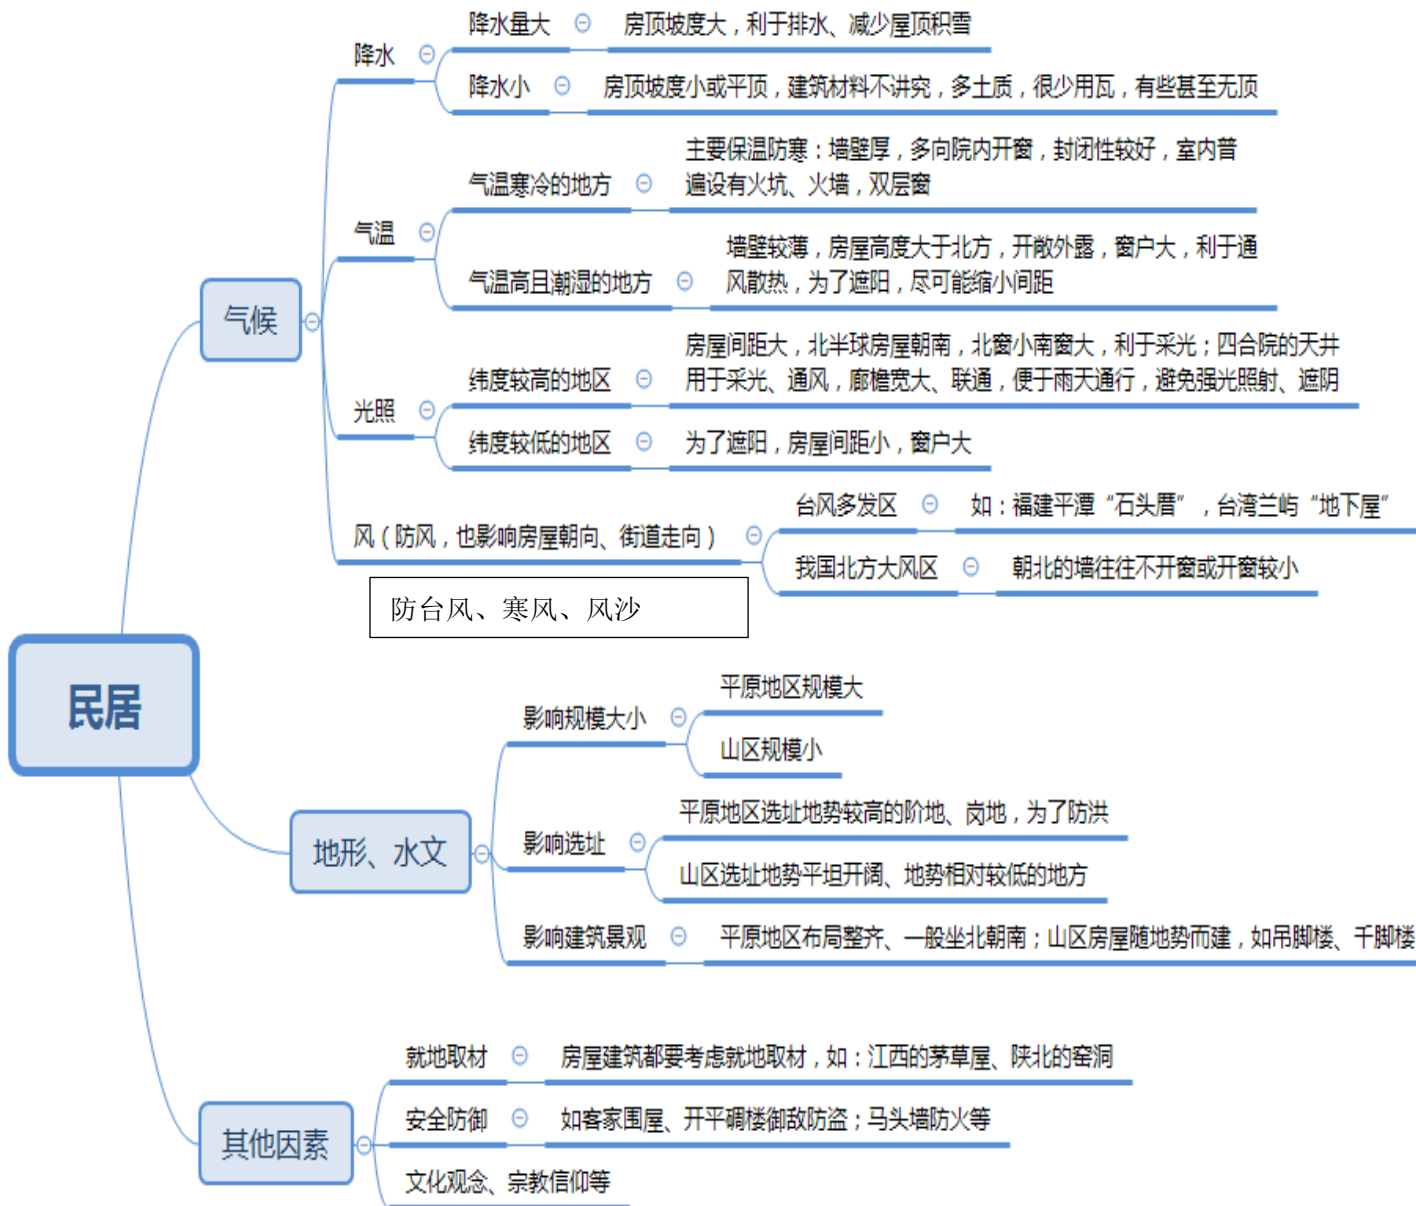 民居
气候
降水
降水量大
房顶坡度大，利于排水、减少屋顶积雪
降水小
房顶坡度小或平顶，建筑材料不讲究，多土质，很少用瓦，有些甚至无顶
气温
气温寒冷的地方
主要保温防寒：墙壁厚，多向院内开窗，封闭性较好，室内普
遍设有火坑、火墙，双层窗
气温高且潮湿的地方
墙壁较薄，房屋高度大于北方，开敞外露，窗户大，利于通
风散热，为了遮阳，尽可能缩小间距
光照
纬度较高的地区
房屋间距大，北半球房屋朝南，北窗小南窗大，利于采光；四合院的天井
用于采光、通风，廊檐宽大、联通，便于雨天通行，避免强光照射、遮阴
纬度较低的地区
为了遮阳，房屋间距小，窗户大
风（防风，也影响房屋朝向、街道走向）
台风多发区
如：福建平潭“石头厝”，台湾兰屿“地下屋”
我国北方大风区
朝北的墙往往不开窗或开窗较小
防台风、寒风、风沙
地形、水文
影响规模大小
平原地区规模大
山区规模小
影响选址
平原地区选址地势较高的阶地、岗地，为了防洪
山区选址地势平坦开阔、地势相对较低的地方
影响建筑景观
平原地区布局整齐、一般坐北朝南；山区房屋随地势而建，如吊脚楼、千脚楼
其他因素
就地取材
房屋建筑都要考虑就地取材，如：江西的茅草屋、陕北的窑洞
安全防御
如客家围屋、开平碉楼御敌防盗；马头墙防火等
文化观念、宗教信仰等